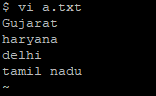 $ vi a.txt
Gujarat
haryana
delhi
tamil nadu
~